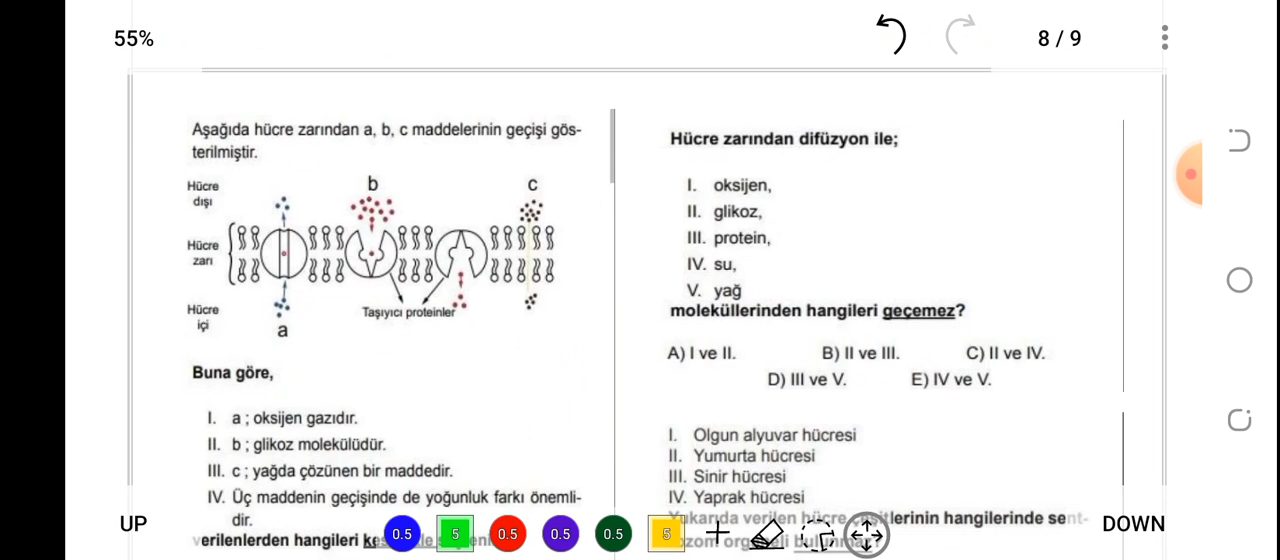 55%
8 / 9
Aşağıda hücre zarından a, b, c maddelerinin geçişi gös-
terilmiştir.
b
c
Hücre
dışı
Hücre
zarı
Hücre
içi
Taşıyıcı proteinler
a
Buna göre,
I. a ; oksijen gazıdır.
II. b ; glikoz molekülüdür.
III. c ; yağda çözünen bir maddedir.
IV. Üç maddenin geçişinde de yoğunluk farkı önemli-
dir.
verilenlerden hangileri
Hücre zarından difüzyon ile;
I. oksijen,
II. glikoz,
III. protein,
IV. su,
V. yağ
moleküllerinden hangileri geçemez?
A) I ve II.
B) II ve III.
C) II ve IV.
D) III ve V.
E) IV ve V.
I. Olgun alyuvar hücresi
II. Yumurta hücresi
III. Sinir hücresi
IV. Yaprak hücresi
Yukarıda verilen hücre çeşitlerinin hangilerinde sent-
UP
0.5
5
0.5
0.5
0.5
5
DOWN